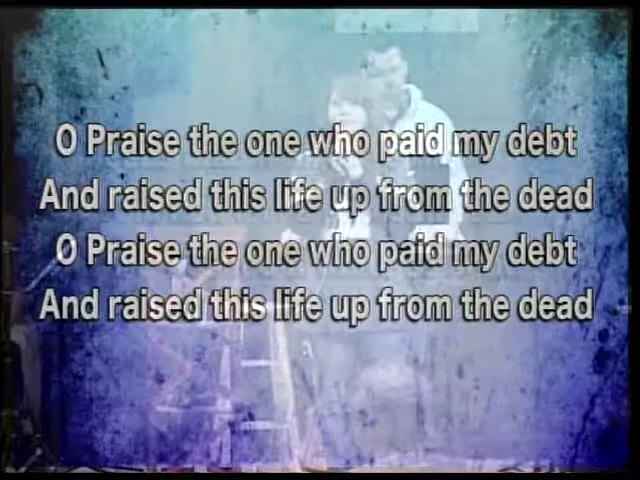 O Praise the one who paid my debt
And raised this life up from the dead
O Praise the one who paid my debt
And raised this life up from the dead